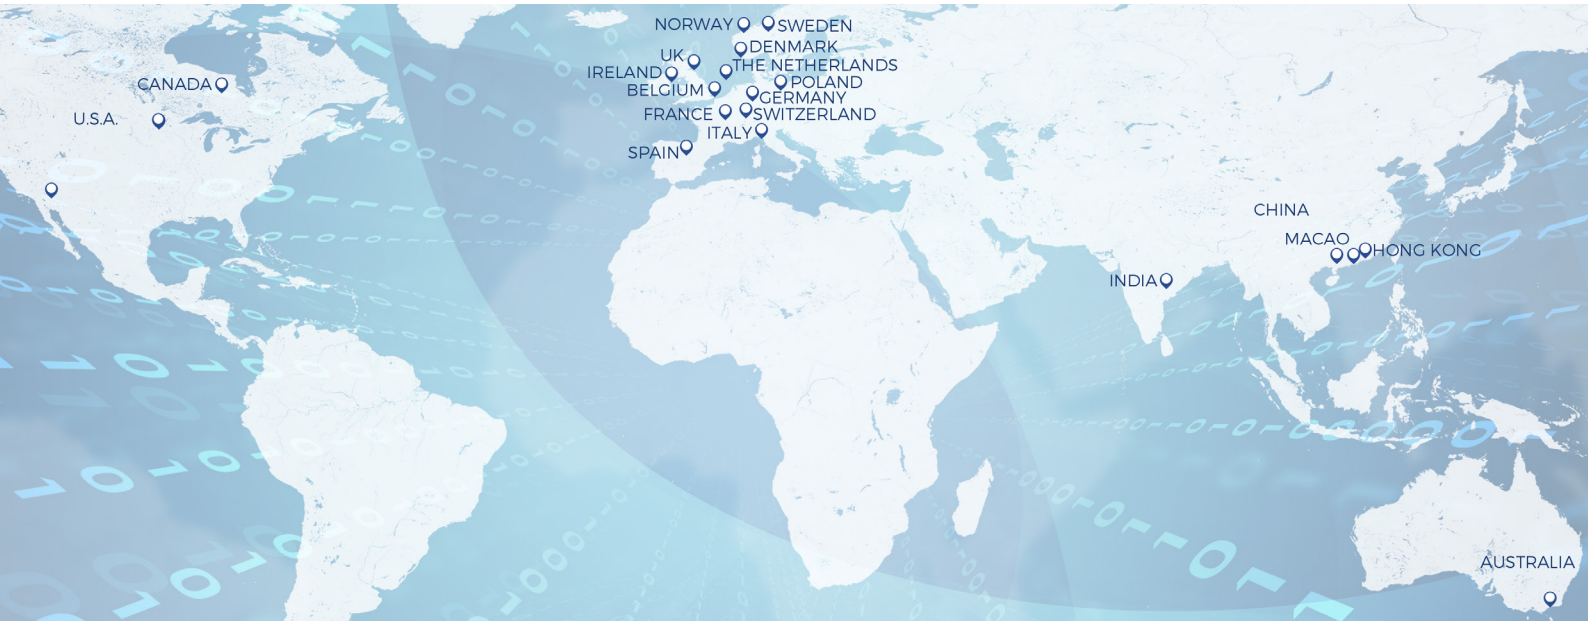 NORWAY
SWEDEN
DENMARK
UK
THE NETHERLANDS
IRELAND
POLAND
CANADA
BELGIUM
GERMANY
FRANCE
SWITZERLAND
U.S.A.
ITALY
SPAIN
CHINA
MACAO
HONG KONG
INDIA
AUSTRALIA